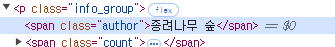 ▼<p class="info_group"> flex
<span class="author">종려나무 숲</span> == $0
▶<span class="count">⋯</span>